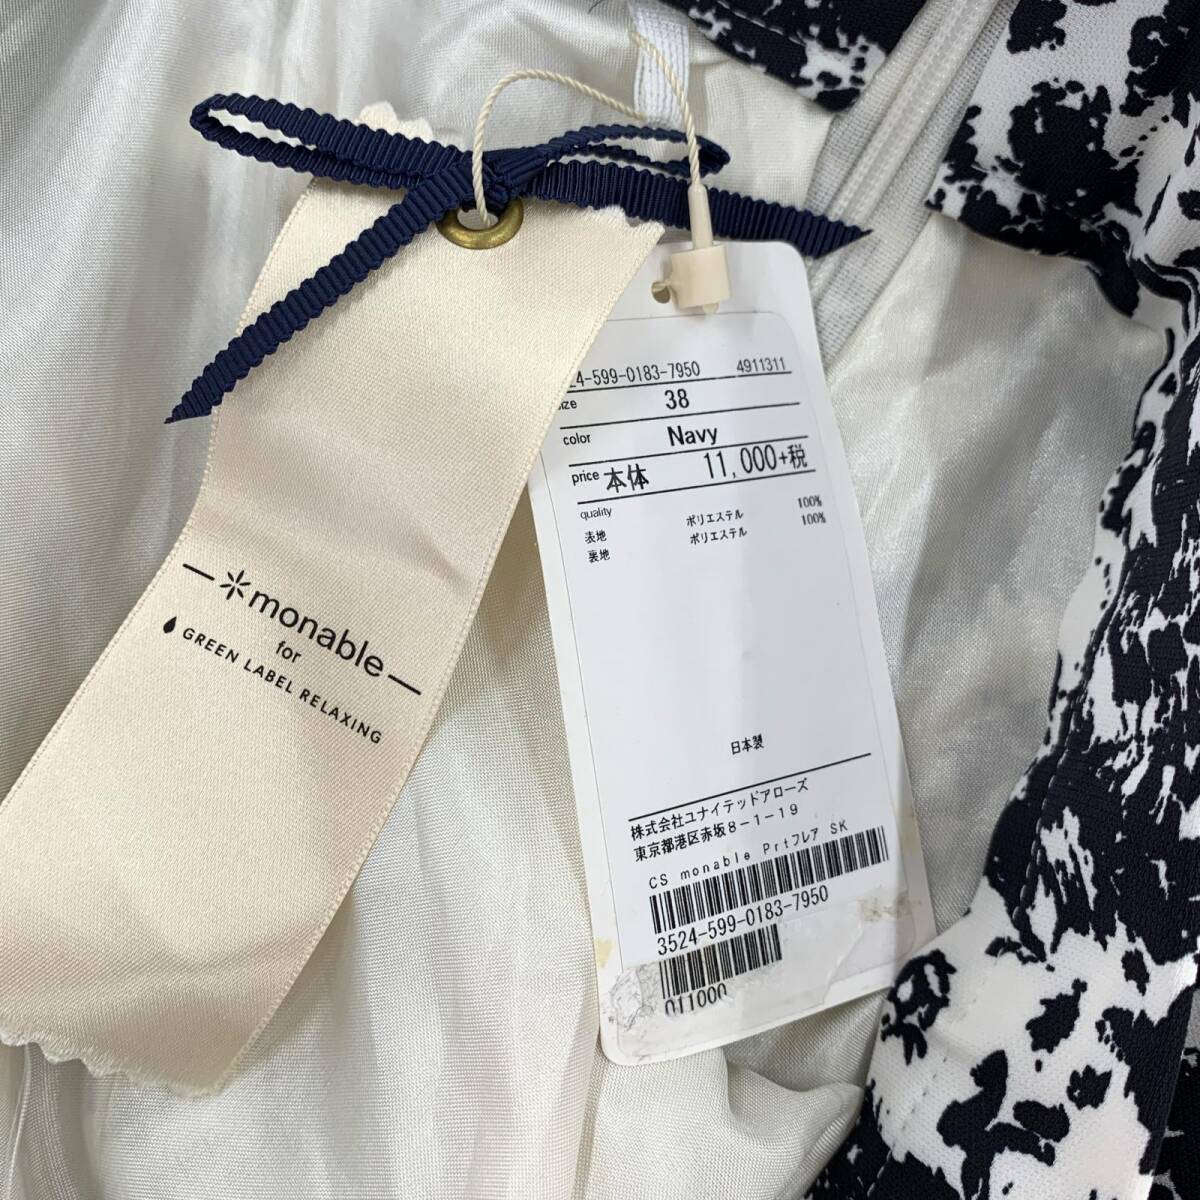 monable
for
GREEN LABEL RELAXING
24-599-0183-7950 4911311
size 38
color Navy
price 本体 11,000+税
quality
表地 ポリエステル 100%
裏地 ポリエステル 100%
日本製
株式会社ユナイテッドアローズ
東京都港区赤坂8-1-19
CS monable Prtフレア SK
3524-599-0183-7950
011000